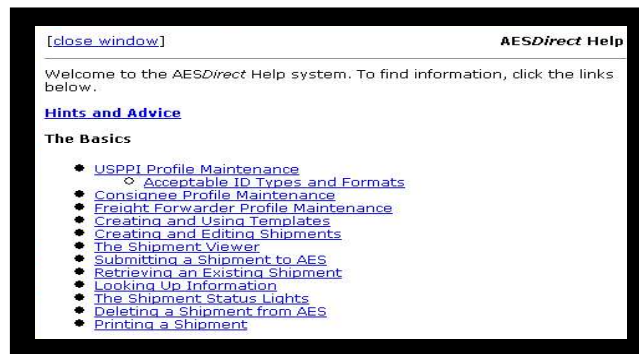 [close window] AESDirect Help
Welcome to the AESDirect Help system. To find information, click the links
below.
Hints and Advice
The Basics
USPPI Profile Maintenance
Acceptable ID Types and Formats
Consignee Profile Maintenance
Freight Forwarder Profile Maintenance
Creating and Using Templates
Creating and Editing Shipments
The Shipment Viewer
Submitting a Shipment to AES
Retrieving an Existing Shipment
Looking Up Information
The Shipment Status Lights
Deleting a Shipment from AES
Printing a Shipment